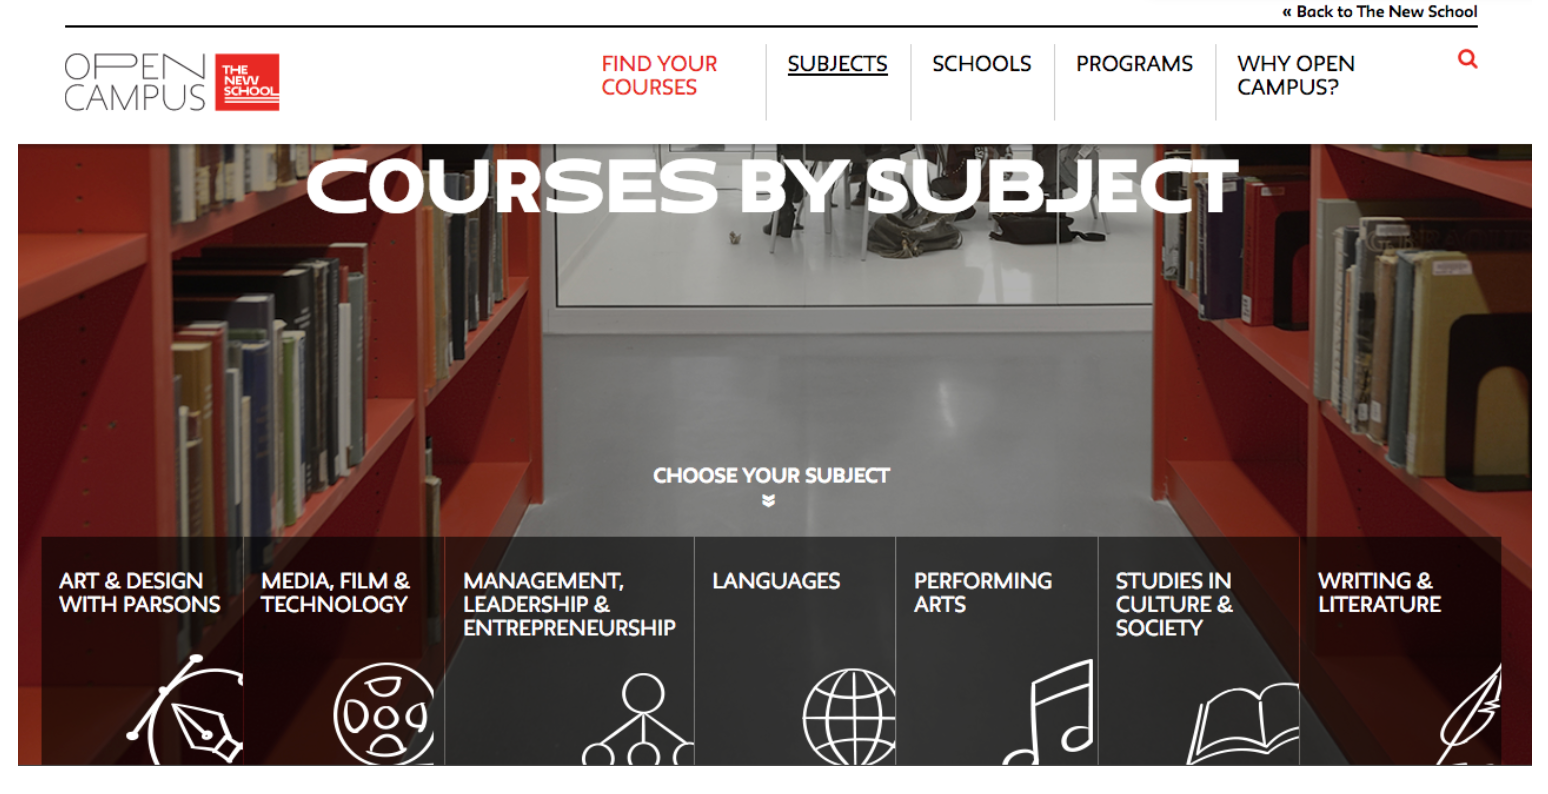 « Back to The New School
OPEN
CAMPUS
THE
NEW
SCHOOL
FIND YOUR
COURSES
SUBJECTS
SCHOOLS
PROGRAMS
WHY OPEN
CAMPUS?
COURSES BY SUBJECT
CHOOSE YOUR SUBJECT
ART & DESIGN
WITH PARSONS
MEDIA, FILM &
TECHNOLOGY
MANAGEMENT,
LEADERSHIP &
ENTREPRENEURSHIP
LANGUAGES
PERFORMING
ARTS
STUDIES IN
CULTURE &
SOCIETY
WRITING &
LITERATURE